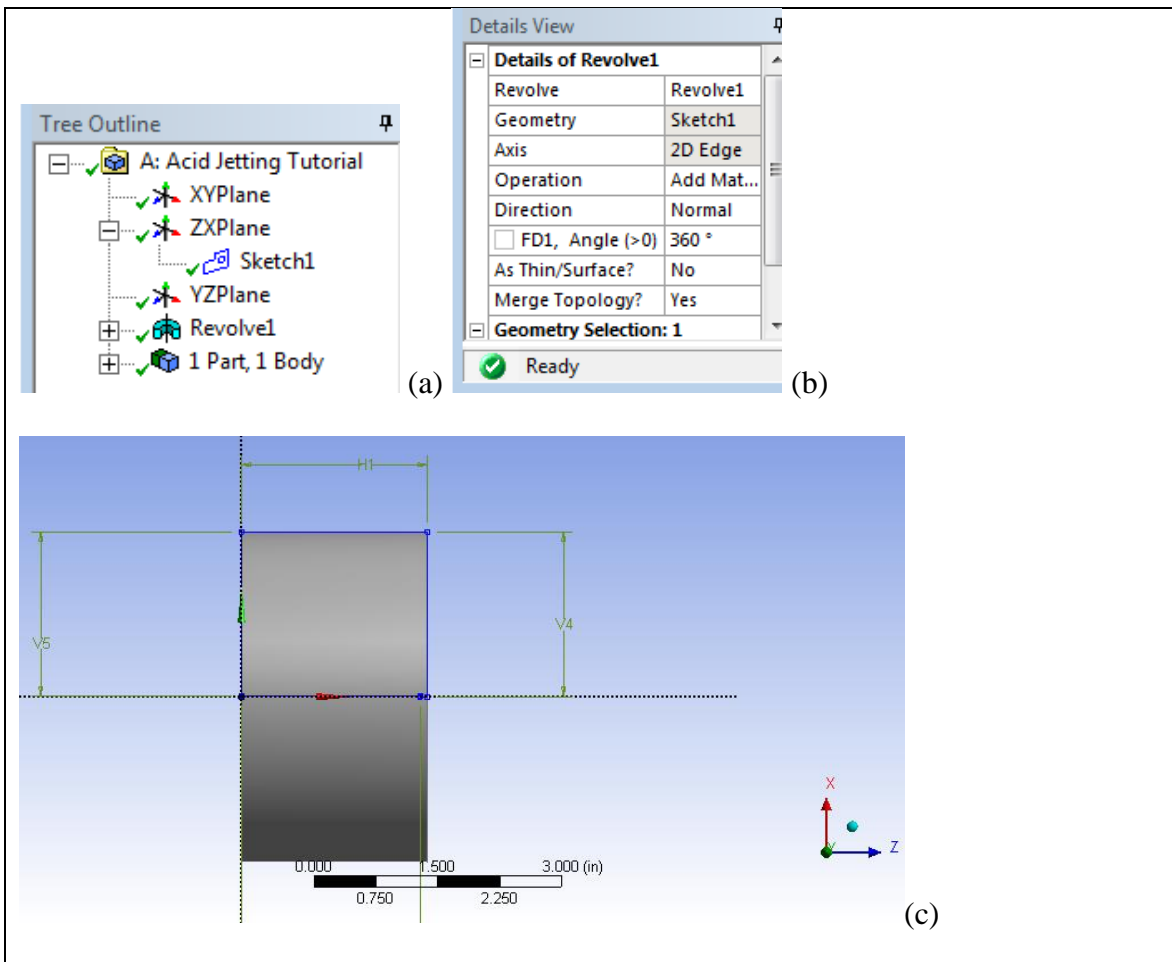 Tree Outline
A: Acid Jetting Tutorial
XYPlane
ZXPlane
Sketch1
YZPlane
Revolve1
1 Part, 1 Body
(a)
Details View
Details of Revolve1
Revolve Revolve1
Geometry Sketch1
Axis 2D Edge
Operation Add Mat...
Direction Normal
FD1, Angle (>0) 360 °
As Thin/Surface? No
Merge Topology? Yes
Geometry Selection: 1
Ready
(b)
H1
V5
V4
X
Y
Z
0.000 1.500 3.000 (in)
0.750 2.250
(c)